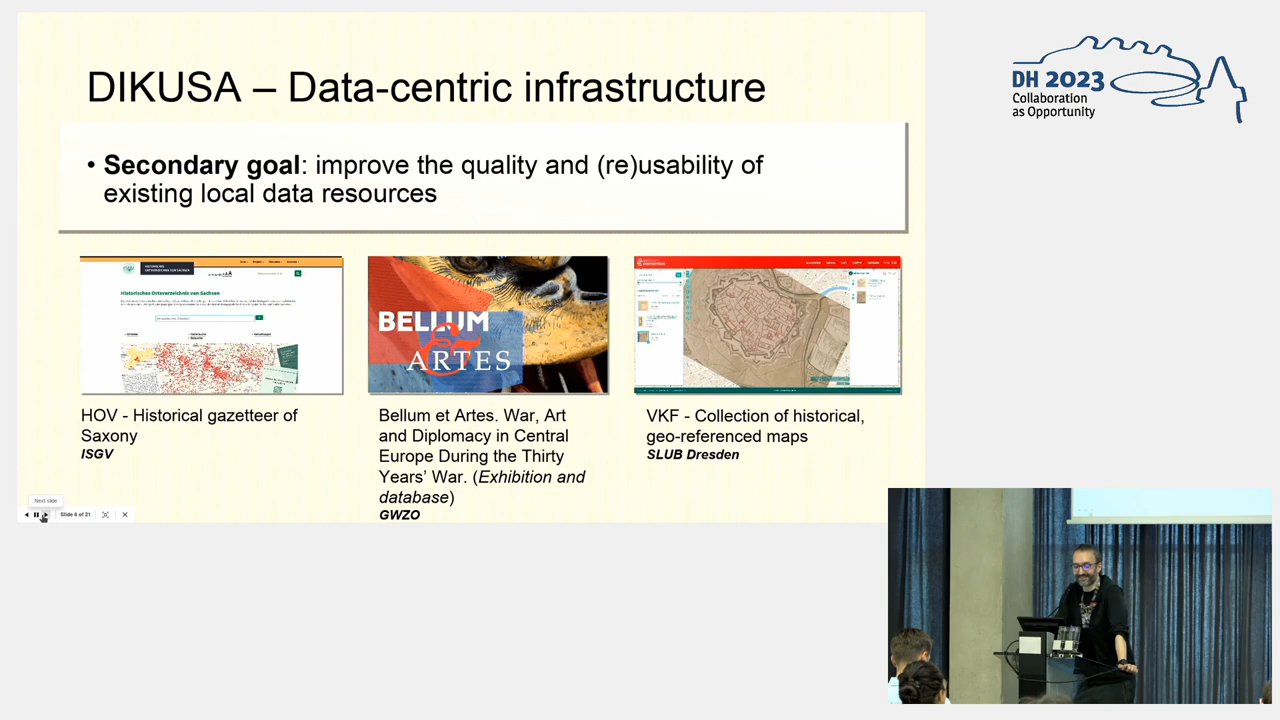 DIKUSA – Data-centric infrastructure
• Secondary goal: improve the quality and (re)usability of
existing local data resources
Historisches Ortsverzeichnis von Sachsen
BELLUM
&
ARTES
HOV - Historical gazetteer of
Saxony
ISGV
Bellum et Artes. War, Art
and Diplomacy in Central
Europe During the Thirty
Years’ War. (Exhibition and
database)
GWZO
VKF - Collection of historical,
geo-referenced maps
SLUB Dresden
Next slide
Slide 6 of 21
DH 2023
Collaboration
as Opportunity